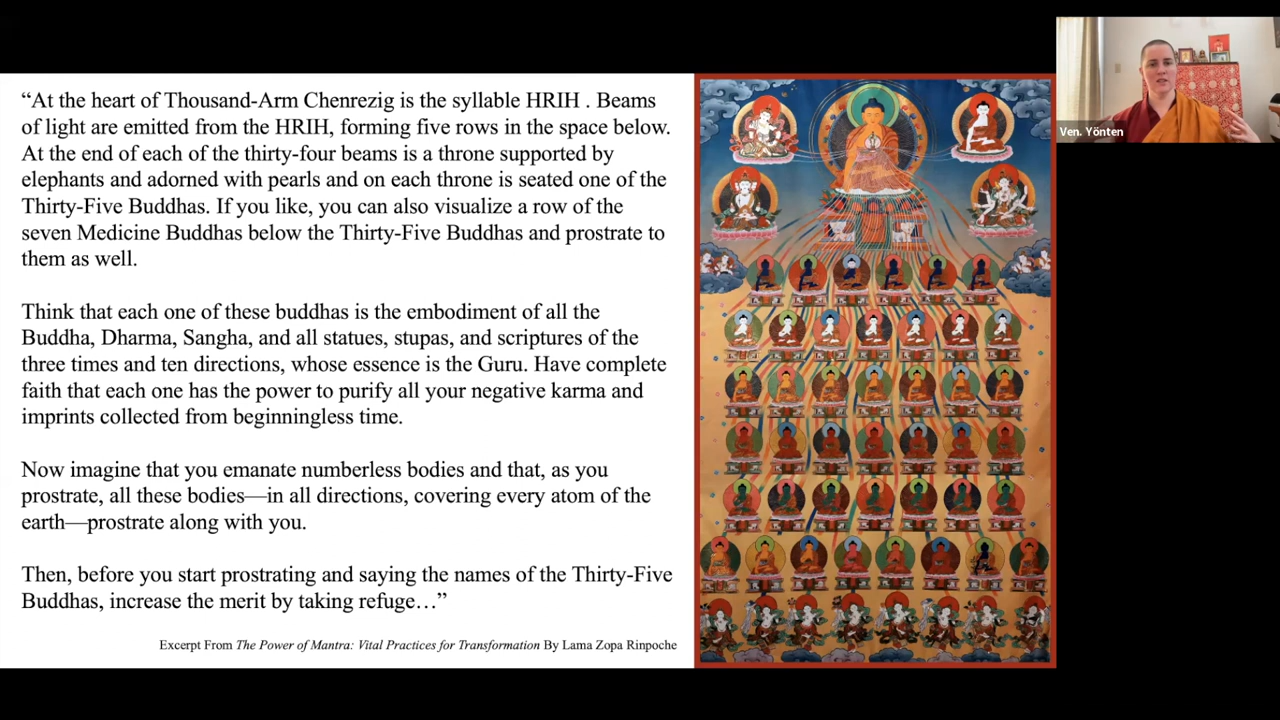 “At the heart of Thousand-Arm Chenrezig is the syllable HRIH . Beams
of light are emitted from the HRIH, forming five rows in the space below.
At the end of each of the thirty-four beams is a throne supported by
elephants and adorned with pearls and on each throne is seated one of the
Thirty-Five Buddhas. If you like, you can also visualize a row of the
seven Medicine Buddhas below the Thirty-Five Buddhas and prostrate to
them as well.
Think that each one of these buddhas is the embodiment of all the
Buddha, Dharma, Sangha, and all statues, stupas, and scriptures of the
three times and ten directions, whose essence is the Guru. Have complete
faith that each one has the power to purify all your negative karma and
imprints collected from beginningless time.
Now imagine that you emanate numberless bodies and that, as you
prostrate, all these bodies—in all directions, covering every atom of the
earth—prostrate along with you.
Then, before you start prostrating and saying the names of the Thirty-Five
Buddhas, increase the merit by taking refuge…”
Excerpt From The Power of Mantra: Vital Practices for Transformation By Lama Zopa Rinpoche
Ven. Yönten